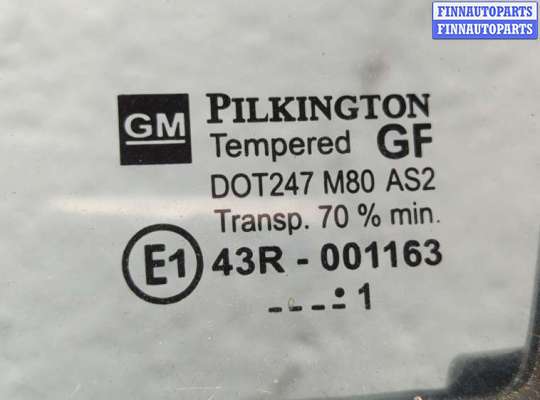 FINNAUTOPARTS
FINNAUTOPARTS
GM PILKINGTON
Tempered GF
DOT247 M80 AS2
Transp. 70 % min.
E1 43R - 001163
1